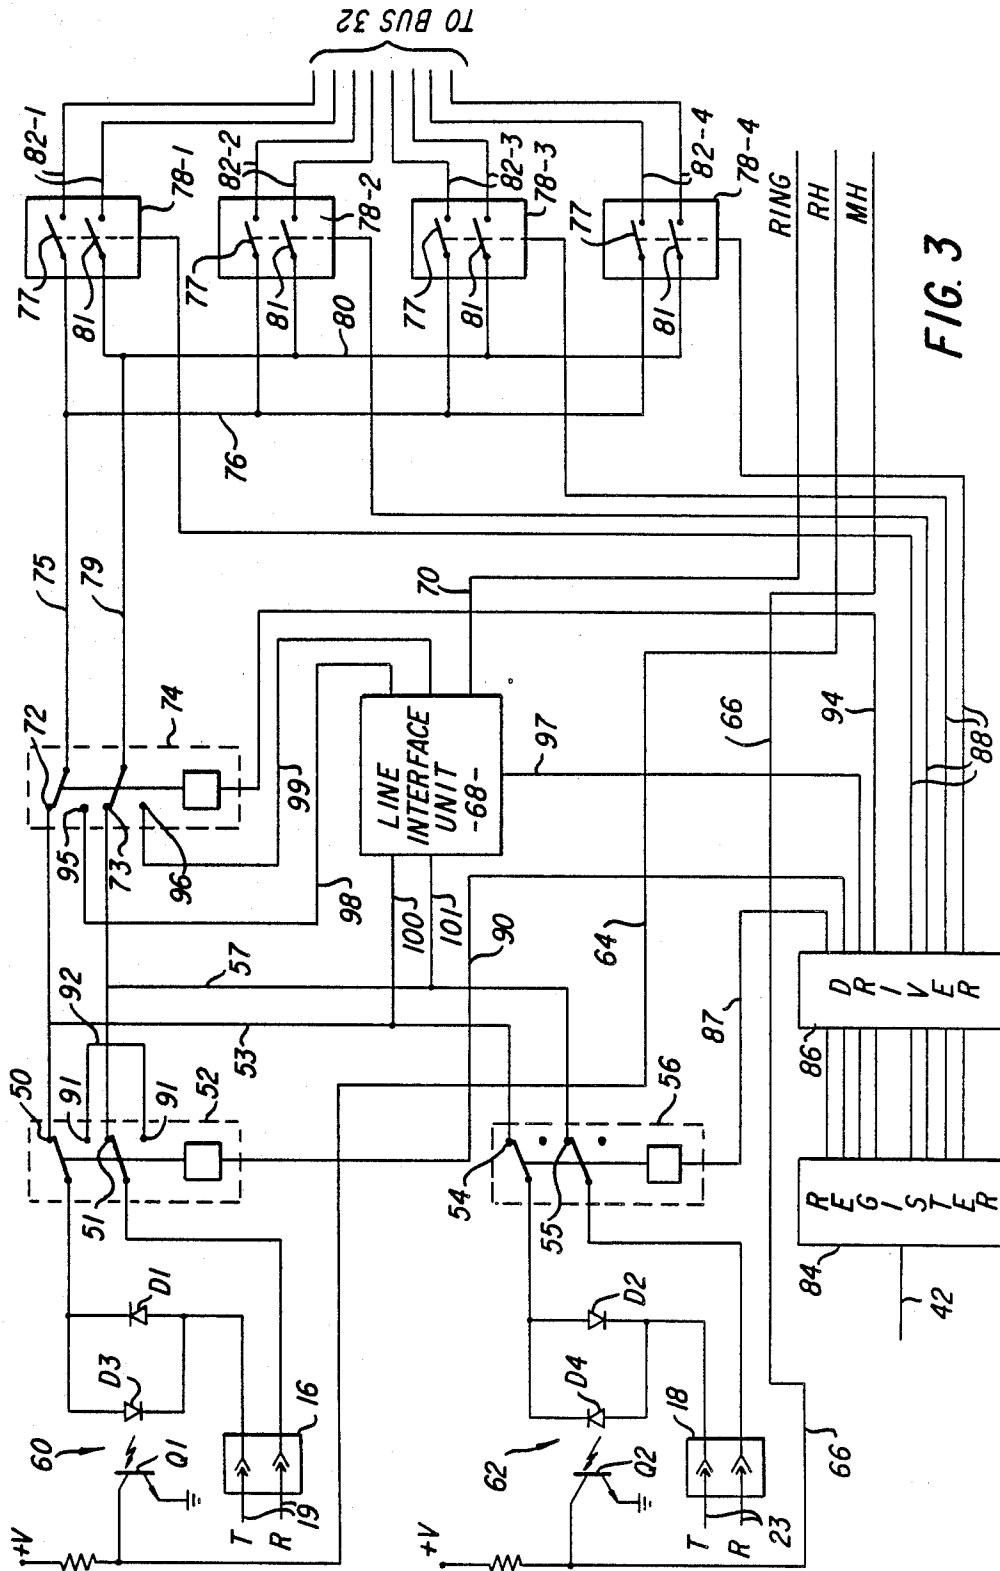 TO BUS 32
82-1
78-1
77
81
82-2
78-2
77
81
82-3
78-3
77
81
82-4
78-4
77
81
80
76
RING
RH
MH
FIG. 3
75
79
70
72
74
95
73
96
99
98
LINE
INTERFACE
UNIT
-68-
97
66
94
88
100
101
90
64
57
92
53
87
50
91
91
52
51
56
54
55
DRIVER
86
REGISTER
84
42
D1
D3
60
Q1
16
+V
T
R
19
D2
D4
62
Q2
18
66
+V
T
R
23